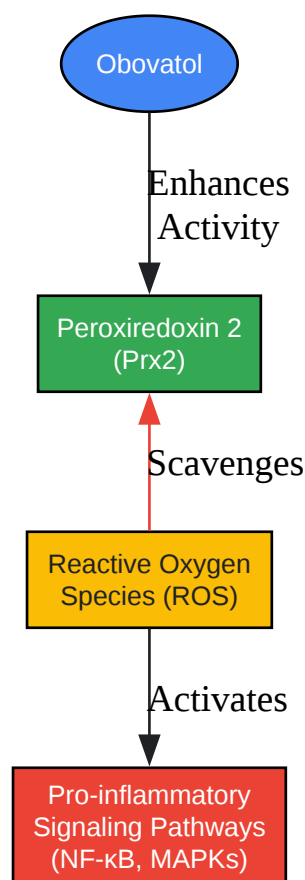 Obovatol
Enhances
Activity
Peroxiredoxin 2
(Prx2)
Scavenges
Reactive Oxygen
Species (ROS)
Activates
Pro-inflammatory
Signaling Pathways
(NF-κB, MAPKs)